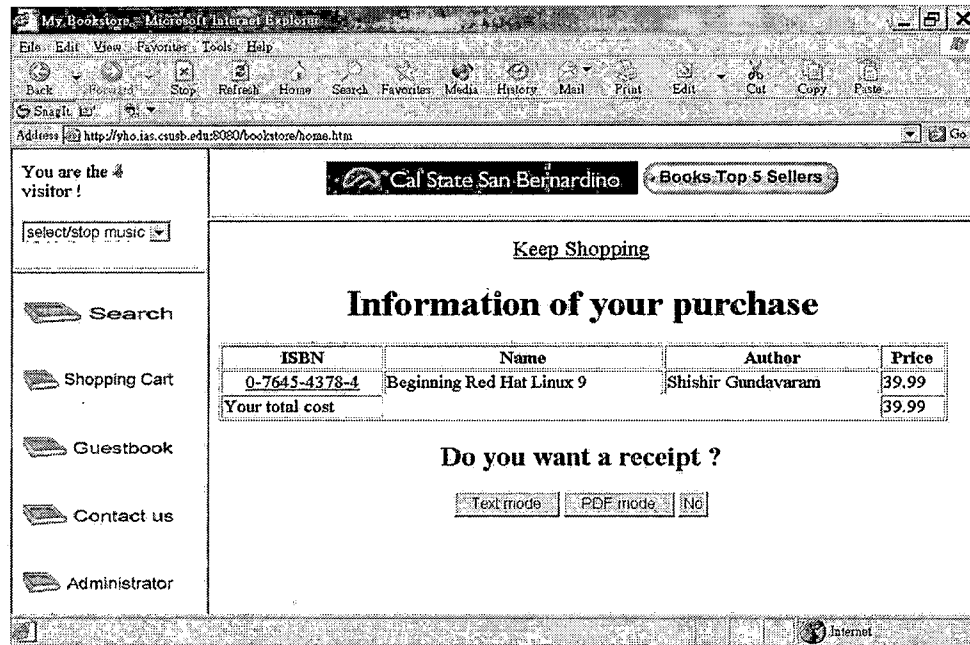 My Bookstore - Microsoft Internet Explorer
File Edit View Favorites Tools Help
Back Forward Stop Refresh Home Search Favorites Media History Mail Print Edit Cut Copy Paste
SnagIt
Address http://yho.ias.csusb.edu:8080/bookstore/home.htm Go
You are the 4
visitor !
select/stop music
Search
Shopping Cart
Guestbook
Contact us
Administrator
Cal State San Bernardino Books Top 5 Sellers
Keep Shopping
Information of your purchase
ISBN Name Author Price
0-7645-4378-4 Beginning Red Hat Linux 9 Shishir Gundavaram 39.99
Your total cost 39.99
Do you want a receipt ?
Text mode PDF mode No
Internet